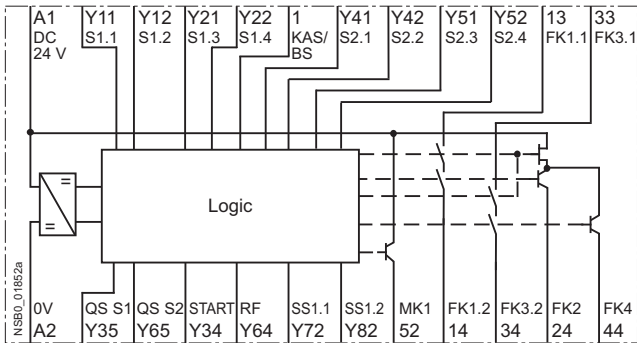 A1 Y11 Y12 Y21 Y22 1 Y41 Y42 Y51 Y52 13 33
DC S1.1 S1.2 S1.3 S1.4 KAS/ S2.1 S2.2 S2.3 S2.4 FK1.1 FK3.1
24 V BS
=
=
Logic
NSB0_01852a
0V QS S1 QS S2 START RF SS1.1 SS1.2 MK1 FK1.2 FK3.2 FK2 FK4
A2 Y35 Y65 Y34 Y64 Y72 Y82 52 14 34 24 44